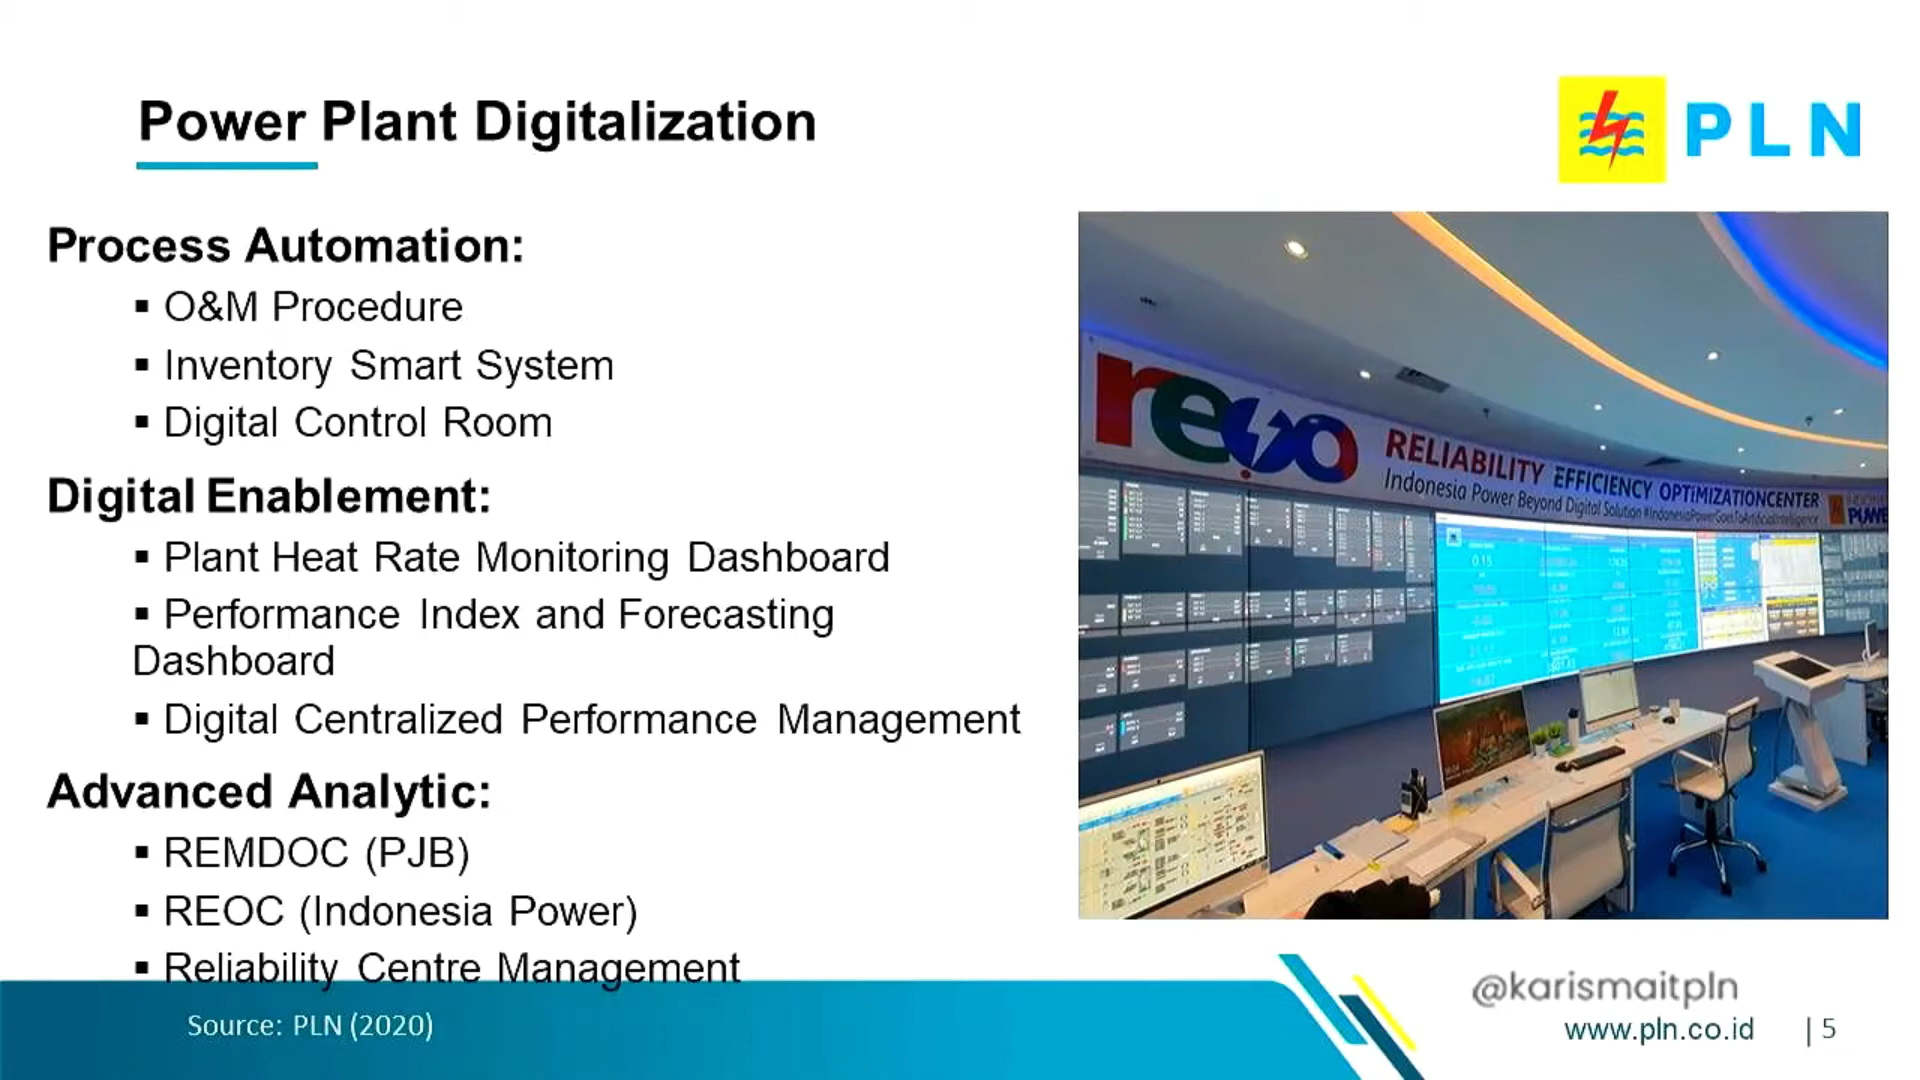 Power Plant Digitalization
PLN
Process Automation:
▪ O&M Procedure
▪ Inventory Smart System
▪ Digital Control Room
Digital Enablement:
▪ Plant Heat Rate Monitoring Dashboard
▪ Performance Index and Forecasting
Dashboard
▪ Digital Centralized Performance Management
Advanced Analytic:
▪ REMDOC (PJB)
▪ REOC (Indonesia Power)
▪ Reliability Centre Management
reoo
RELIABILITY EFFICIENCY OPTiMIZATIONCENTER
Indonesia Power Beyond Digital Solution #IndonesiaPowerGoesToArtificialIntelligence
Source: PLN (2020)
@karismaitpln
www.pln.co.id
| 5